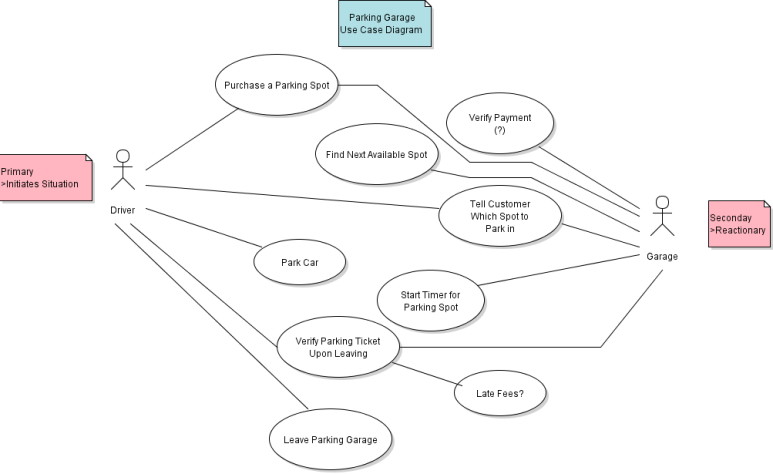 Parking Garage
Use Case Diagram
Purchase a Parking Spot
Verify Payment
(?)
Find Next Available Spot
Primary
>Initiates Situation
Driver
Tell Customer
Which Spot to
Park in
Seconday
>Reactionary
Garage
Park Car
Start Timer for
Parking Spot
Verify Parking Ticket
Upon Leaving
Late Fees?
Leave Parking Garage